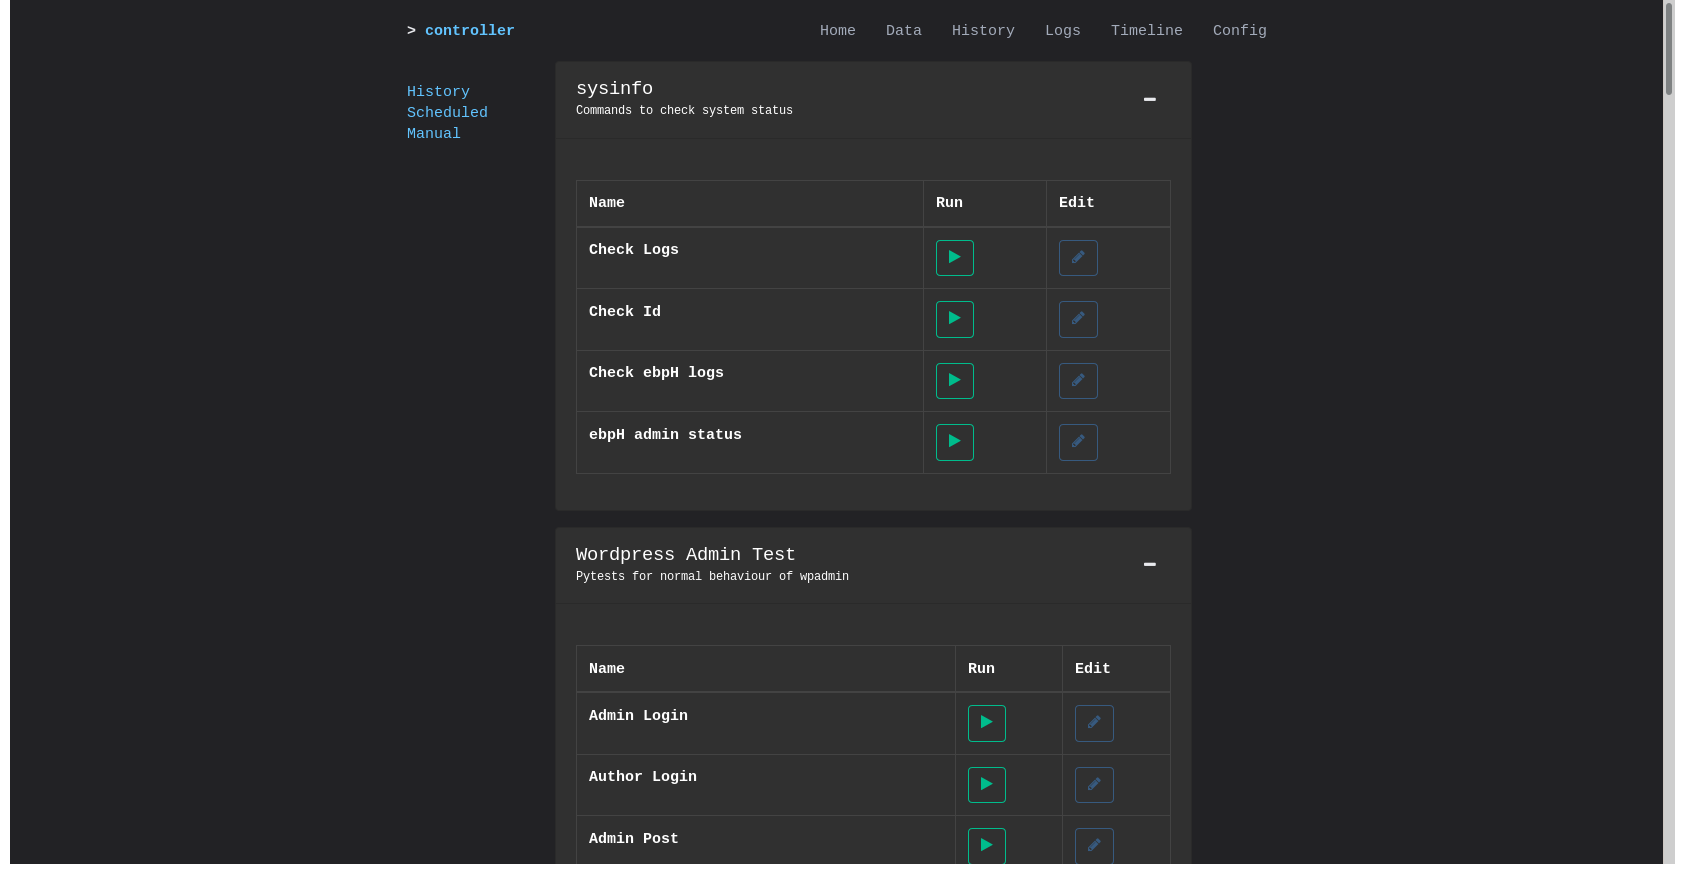 > controller
Home Data History Logs Timeline Config
History
Scheduled
Manual
sysinfo
Commands to check system status
Name Run Edit
Check Logs
Check Id
Check ebpH logs
ebpH admin status
Wordpress Admin Test
Pytests for normal behaviour of wpadmin
Name Run Edit
Admin Login
Author Login
Admin Post